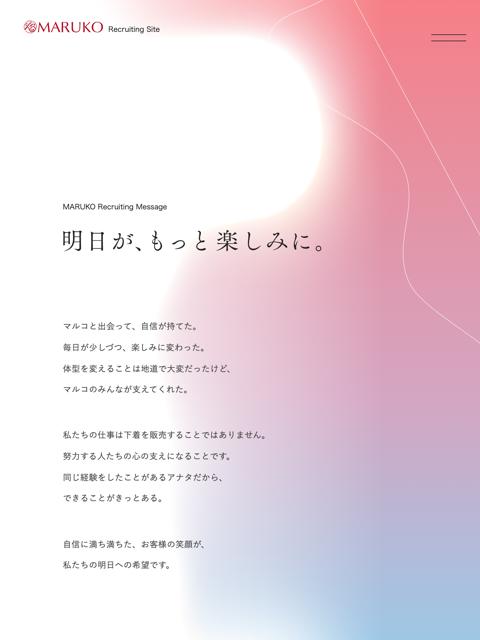 MARUKO Recruiting Site
MARUKO Recruiting Message
明日が、もっと楽しみに。
マルコと出会って、自信が持てた。
毎日が少しづつ、楽しみに変わった。
体型を変えることは地道で大変だったけど、
マルコのみんなが支えてくれた。
私たちの仕事は下着を販売することではありません。
努力する人たちの心の支えになることです。
同じ経験をしたことがあるアナタだから、
できることがきっとある。
自信に満ち満ちた、お客様の笑顔が、
私たちの明日への希望です。